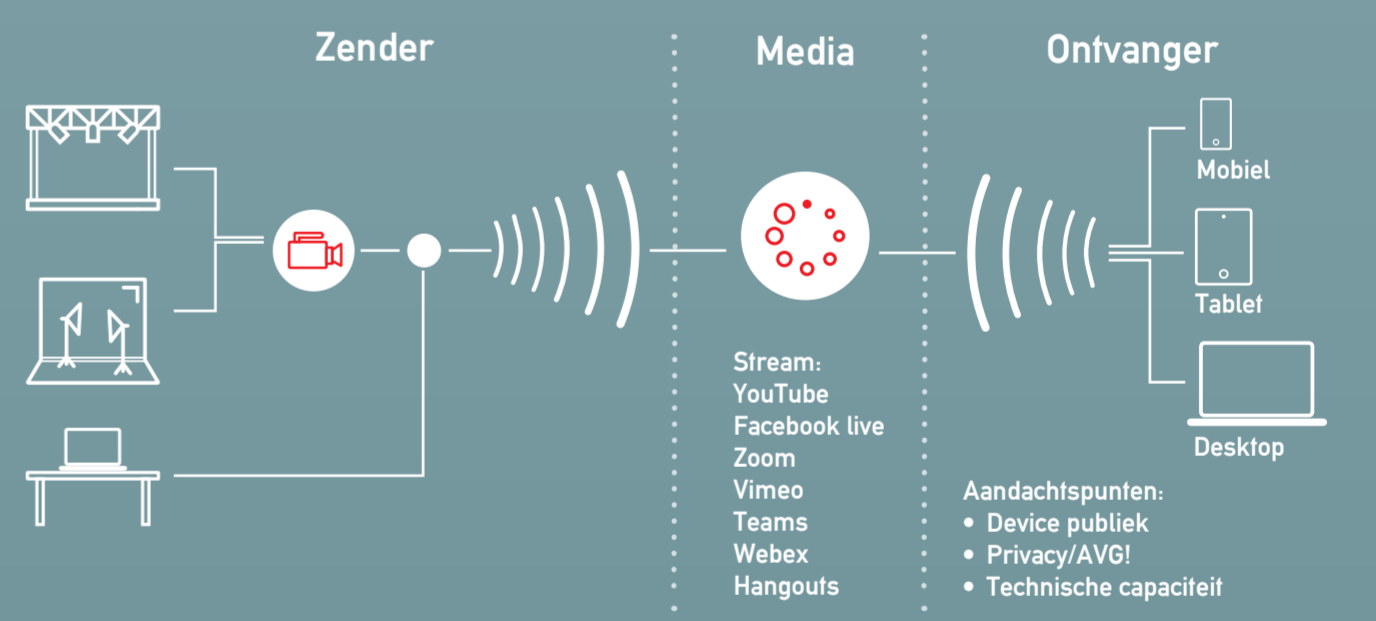 Zender
Media
Ontvanger
Mobiel
Tablet
Desktop
Stream:
YouTube
Facebook live
Zoom
Vimeo
Teams
Webex
Hangouts
Aandachtspunten:
• Device publiek
• Privacy/AVG!
• Technische capaciteit